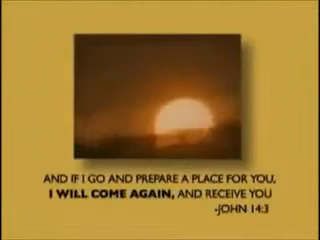 AND IF I GO AND PREPARE A PLACE FOR YOU,
I WILL COME AGAIN, AND RECEIVE YOU
-JOHN 14:3